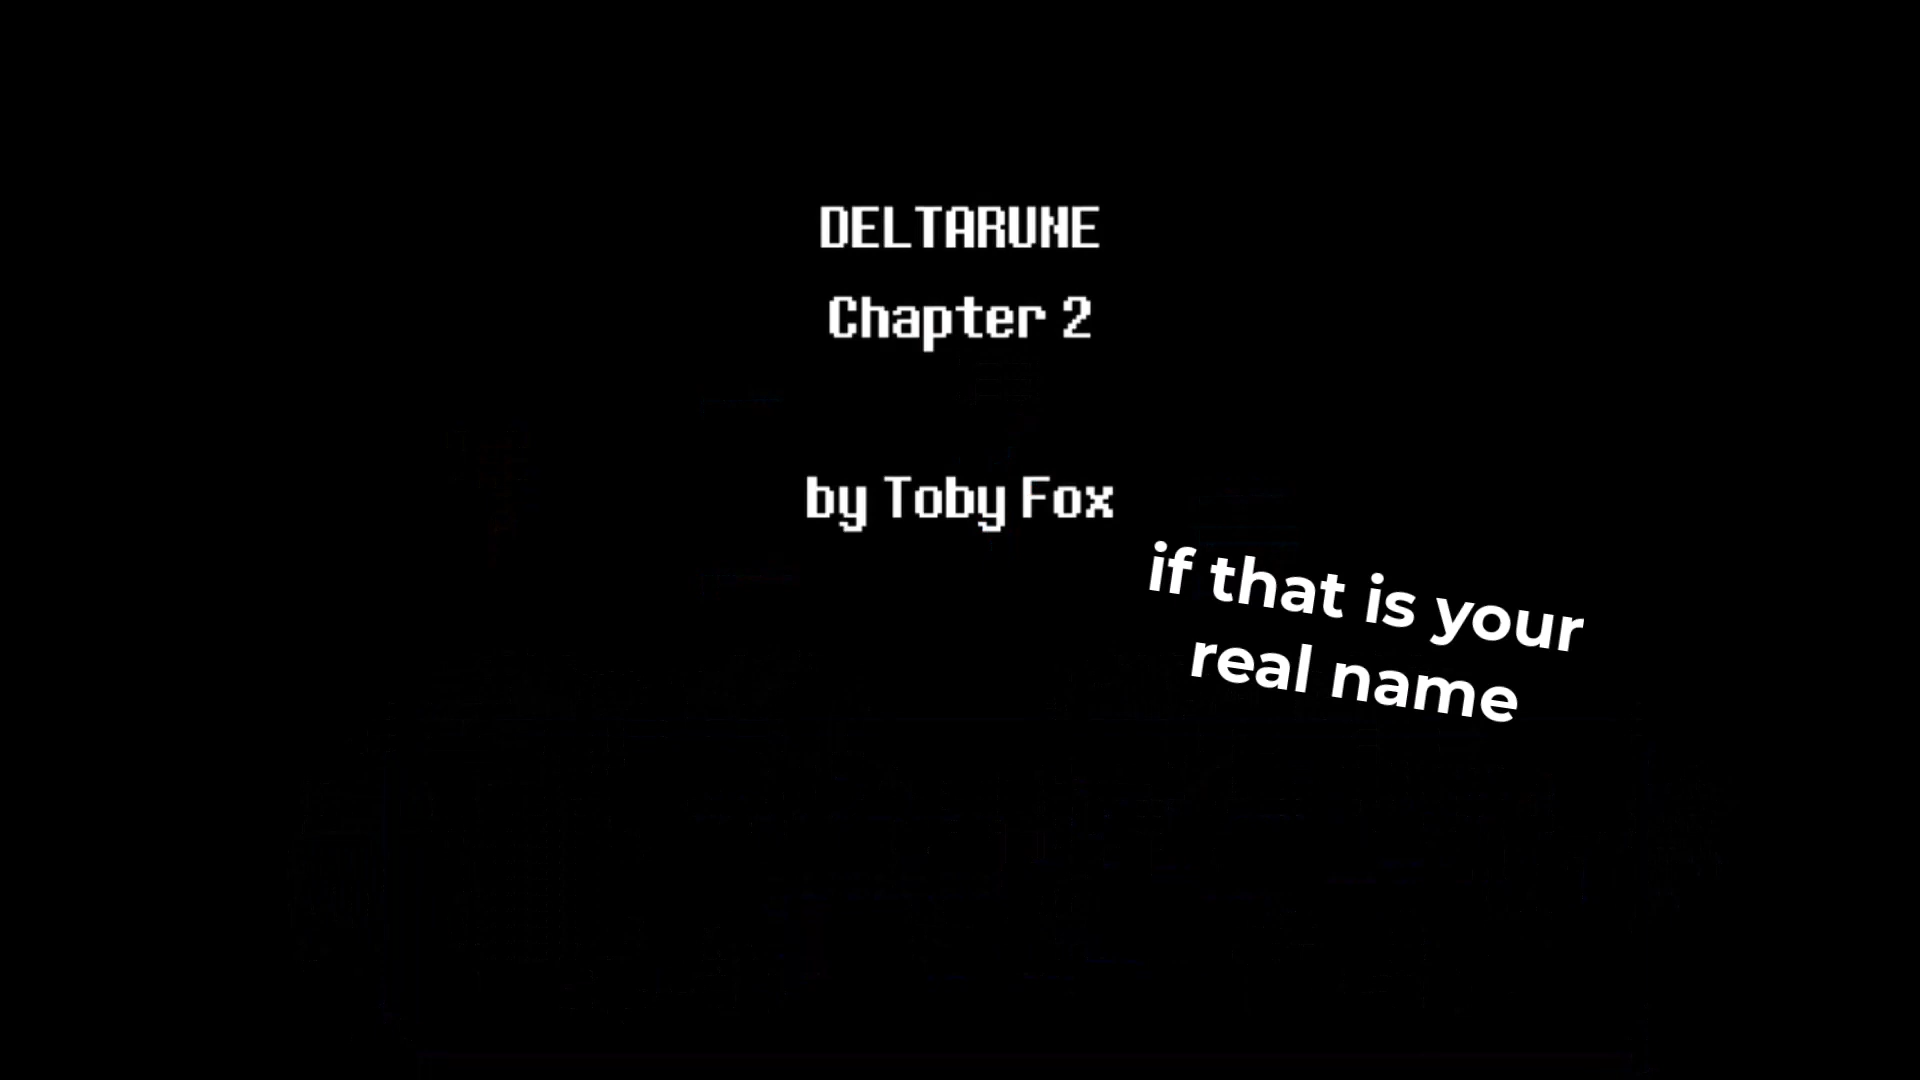 DELTARUNE
Chapter 2
by Toby Fox
if that is your
real name